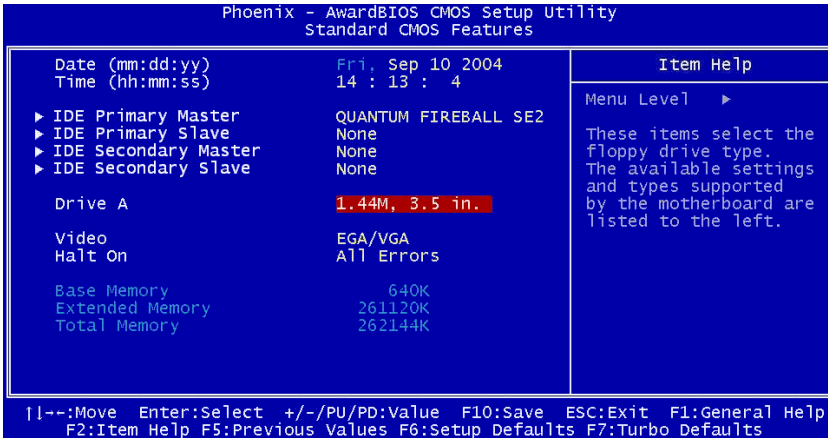 Phoenix - AwardBIOS CMOS Setup Utility
Standard CMOS Features
Date (mm:dd:yy) Fri, Sep 10 2004
Time (hh:mm:ss) 14 : 13 : 4
▶ IDE Primary Master QUANTUM FIREBALL SE2
▶ IDE Primary Slave None
▶ IDE Secondary Master None
▶ IDE Secondary Slave None
Drive A 1.44M, 3.5 in.
Video EGA/VGA
Halt On All Errors
Base Memory 640K
Extended Memory 261120K
Total Memory 262144K
Item Help
Menu Level ▶
These items select the
floppy drive type.
The available settings
and types supported
by the motherboard are
listed to the left.
↑↓→←:Move Enter:Select +/-/PU/PD:Value F10:Save ESC:Exit F1:General Help
F2:Item Help F5:Previous Values F6:Setup Defaults F7:Turbo Defaults